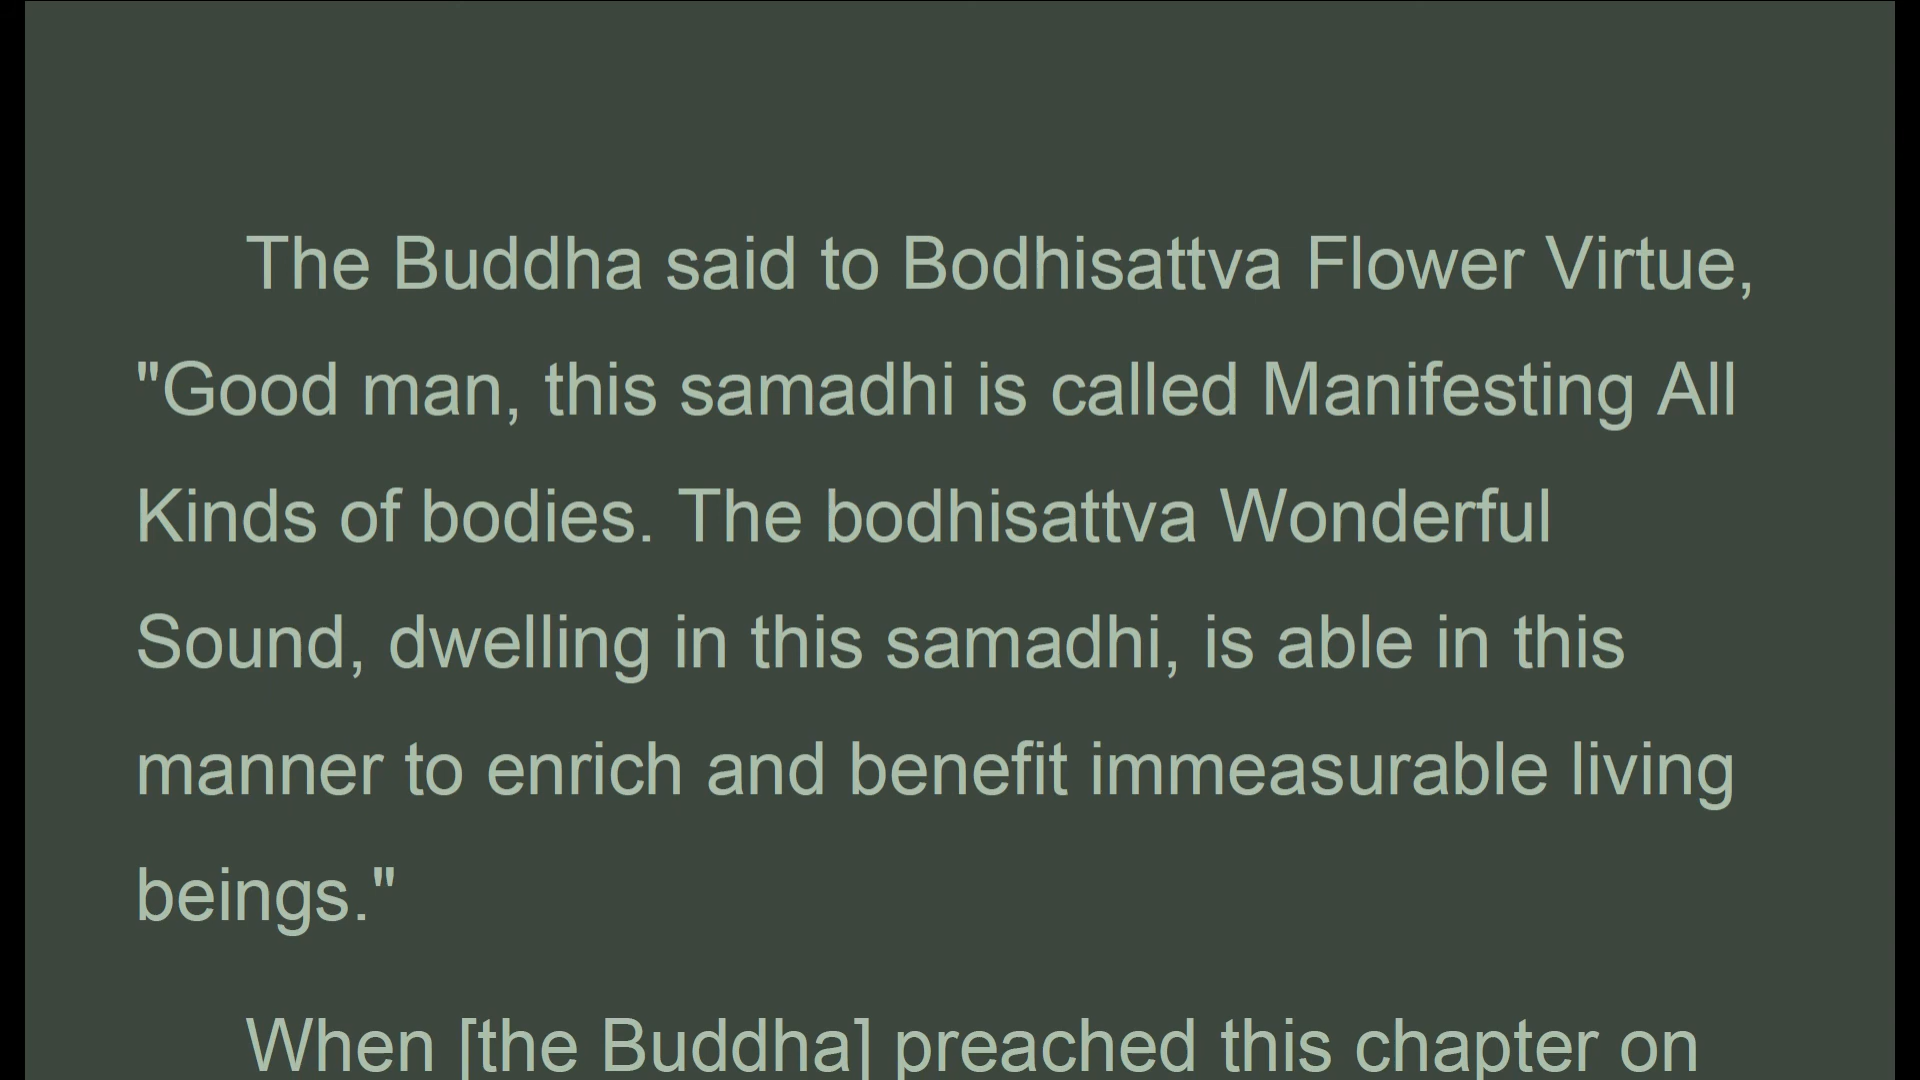 The Buddha said to Bodhisattva Flower Virtue,
"Good man, this samadhi is called Manifesting All
Kinds of bodies. The bodhisattva Wonderful
Sound, dwelling in this samadhi, is able in this
manner to enrich and benefit immeasurable living
beings."
When [the Buddha] preached this chapter on